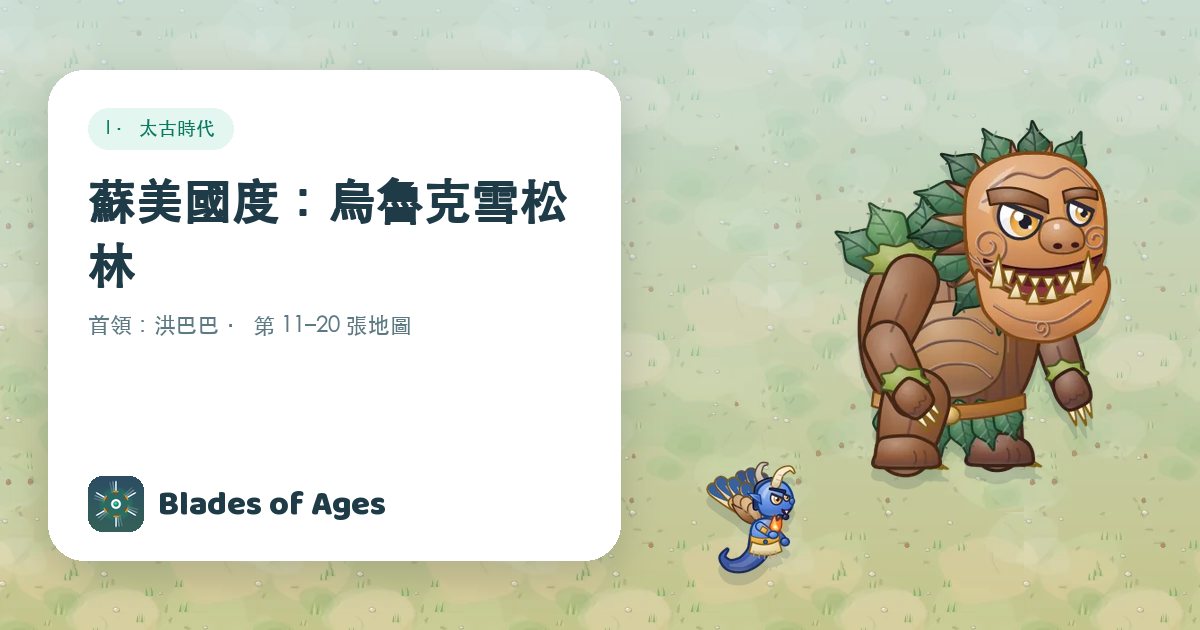 I · 太古時代
蘇美國度：烏魯克雪松
林
首領：洪巴巴 · 第 11–20 張地圖
Blades of Ages